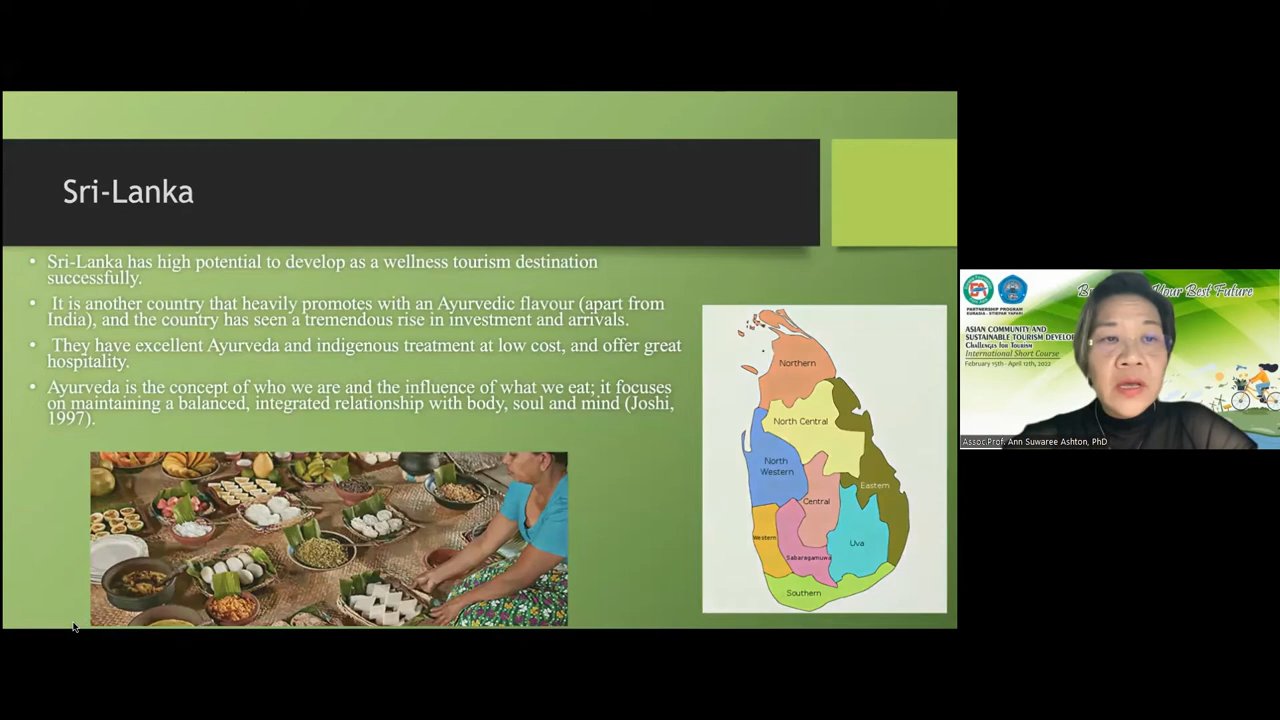 Sri-Lanka
• Sri-Lanka has high potential to develop as a wellness tourism destination
successfully.
• It is another country that heavily promotes with an Ayurvedic flavour (apart from
India), and the country has seen a tremendous rise in investment and arrivals.
• They have excellent Ayurveda and indigenous treatment at low cost, and offer great
hospitality.
• Ayurveda is the concept of who we are and the influence of what we eat; it focuses
on maintaining a balanced, integrated relationship with body, soul and mind (Joshi,
1997).
Northern
North Central
North
Western
Eastern
Central
Western
Uva
Sabaragamuwa
Southern
Your Best Future
PARTNERSHIP PROGRAM
EURASIA - STIEPAR YAPARI
ASIAN COMMUNITY AND
SUSTAINABLE TOURISM DEVELO
Challenges for Tourism
International Short Course
February 15th - April 12th, 2022
Assoc.Prof. Ann Suwaree Ashton, PhD